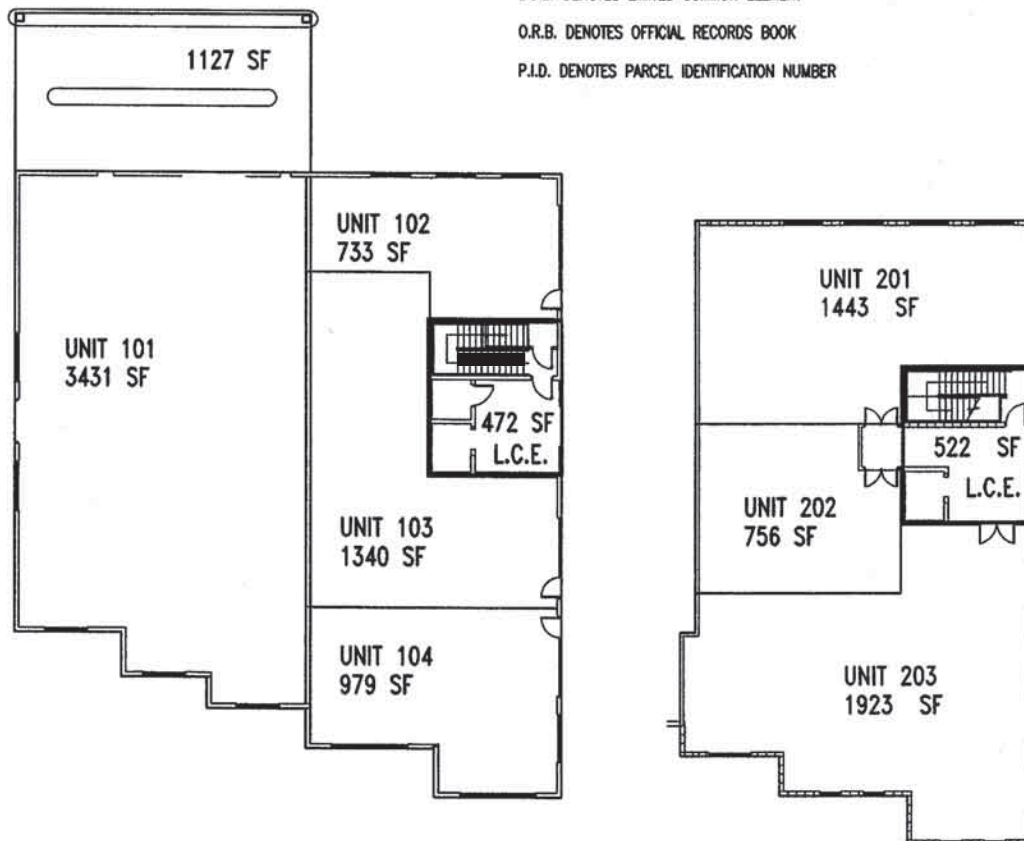 O.R.B. DENOTES OFFICIAL RECORDS BOOK
P.I.D. DENOTES PARCEL IDENTIFICATION NUMBER
1127 SF
UNIT 102
733 SF
UNIT 101
3431 SF
472 SF
L.C.E.
UNIT 103
1340 SF
UNIT 104
979 SF
UNIT 201
1443 SF
522 SF
L.C.E.
UNIT 202
756 SF
UNIT 203
1923 SF